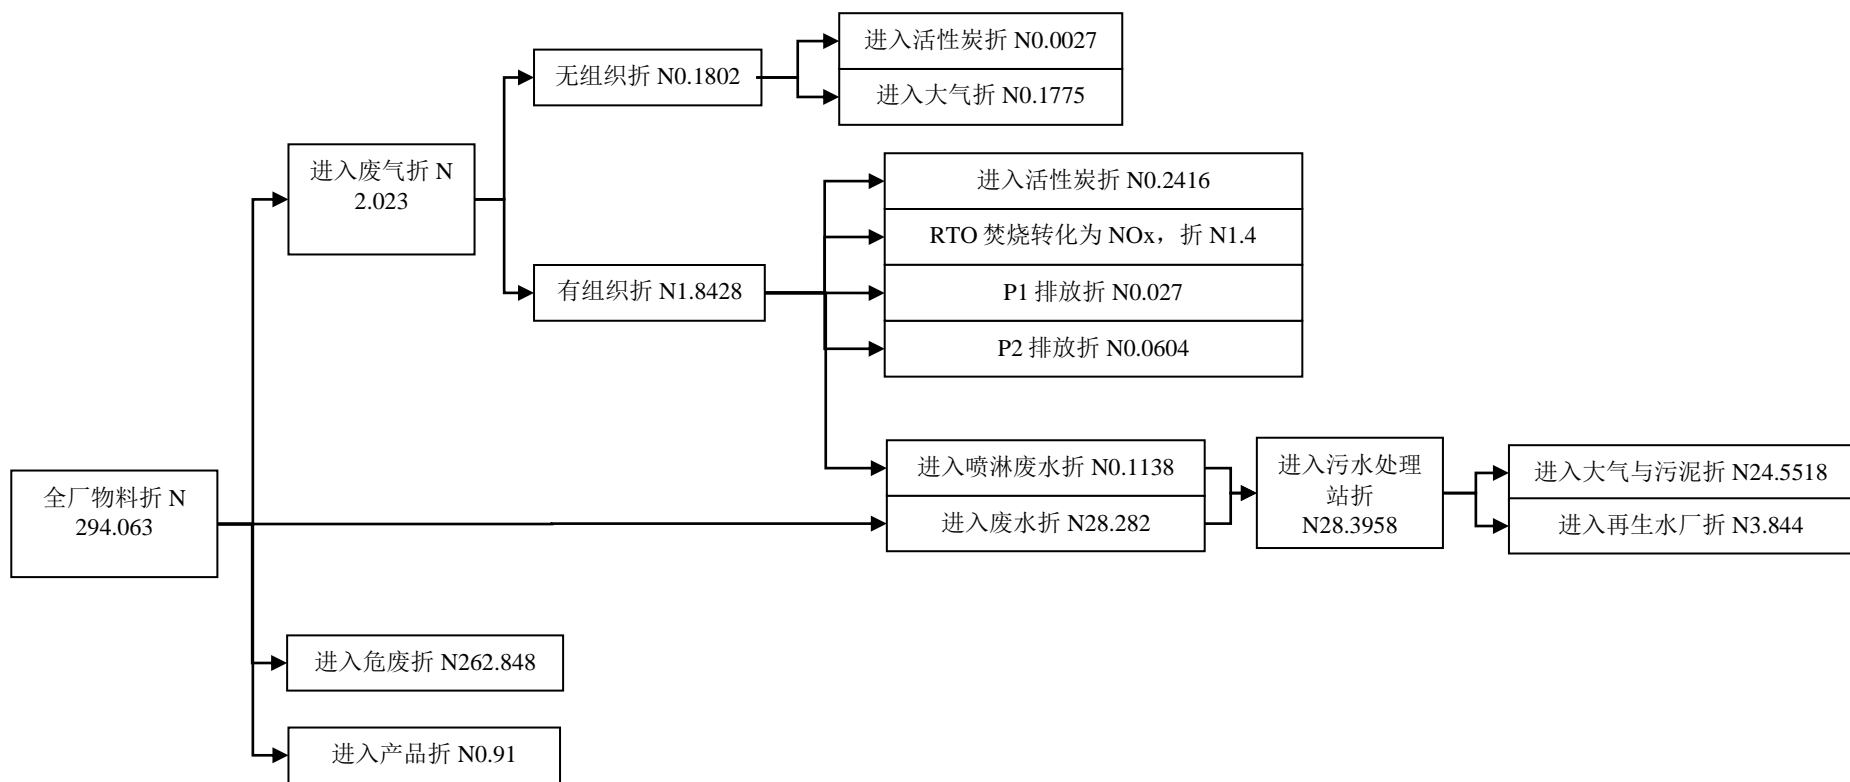 进入活性炭折 N0.0027
无组织折 N0.1802
进入大气折 N0.1775
进入废气折 N
2.023
进入活性炭折 N0.2416
RTO 焚烧转化为 NOx，折 N1.4
有组织折 N1.8428
P1 排放折 N0.027
P2 排放折 N0.0604
全厂物料折 N
294.063
进入喷淋废水折 N0.1138
进入废水折 N28.282
进入污水处理
站折
N28.3958
进入大气与污泥折 N24.5518
进入再生水厂折 N3.844
进入危废折 N262.848
进入产品折 N0.91